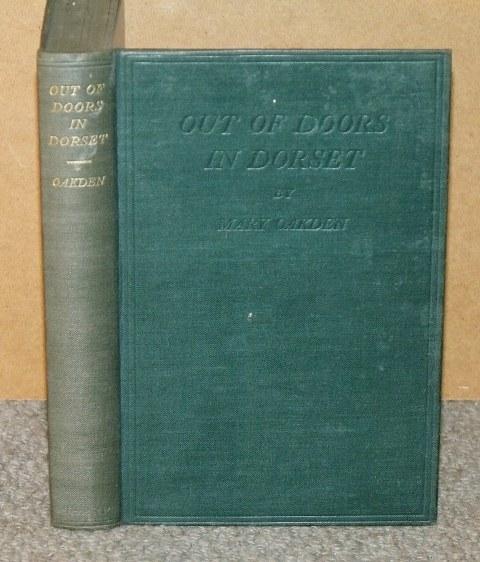 OUT OF
DOORS
IN
DORSET
OAKDEN
OUT OF DOORS
IN DORSET
BY
MARY OAKDEN